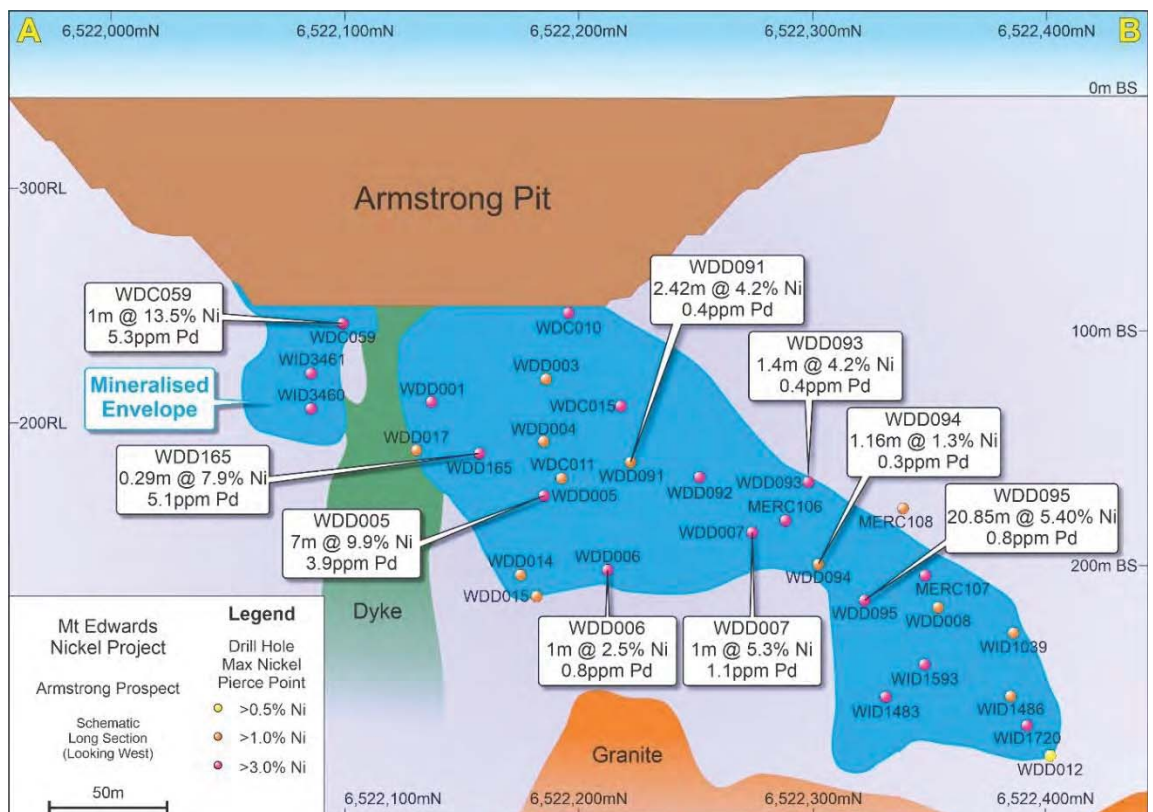 A
6,522,000mN
6,522,100mN
6,522,200mN
6,522,300mN
6,522,400mN
B
0m BS
300RL
Armstrong Pit
WDD091
2.42m @ 4.2% Ni
0.4ppm Pd
WDC059
1m @ 13.5% Ni
5.3ppm Pd
WDC010
WDC059
100m BS
WDD093
1.4m @ 4.2% Ni
0.4ppm Pd
WID3461
WDD003
Mineralised
Envelope
WID3460
WDD001
WDC015
200RL
WDD094
1.16m @ 1.3% Ni
0.3ppm Pd
WDD017
WDD004
WDD165
0.29m @ 7.9% Ni
5.1ppm Pd
WDD165
WDC011
WDD091
WDD092
WDD093
WDD005
MERC106
MERC108
WDD095
20.85m @ 5.40% Ni
0.8ppm Pd
WDD005
7m @ 9.9% Ni
3.9ppm Pd
WDD007
WDD014
WDD006
WDD094
200m BS
WDD015
MERC107
WDD095
WDD008
Dyke
WDD006
1m @ 2.5% Ni
0.8ppm Pd
WDD007
1m @ 5.3% Ni
1.1ppm Pd
WID1039
WID1593
WID1483
WID1486
WID1720
WDD012
Granite
Mt Edwards
Nickel Project
Armstrong Prospect
Schematic
Long Section
(Looking West)
50m
Legend
Drill Hole
Max Nickel
Pierce Point
>0.5% Ni
>1.0% Ni
>3.0% Ni
6,522,100mN
6,522,200mN
6,522,300mN
6,522,400mN